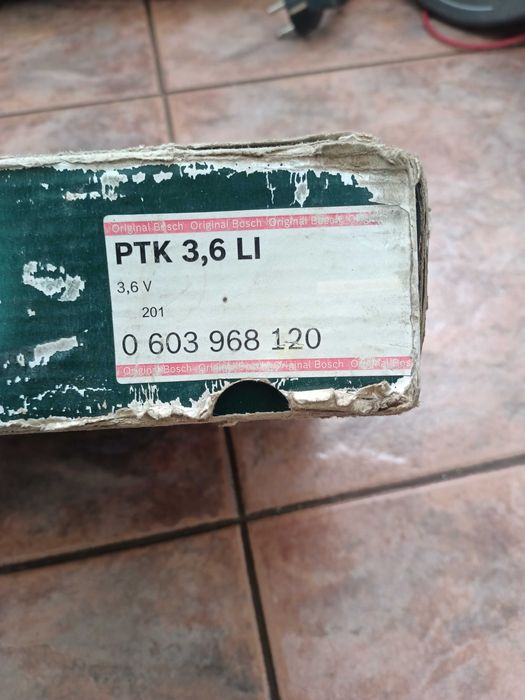 Original Bosch Original Bosch Original Bosch
PTK 3,6 LI
3,6 V
201
0 603 968 120
Original Bosch Original Bosch Original Bosch Original Bos